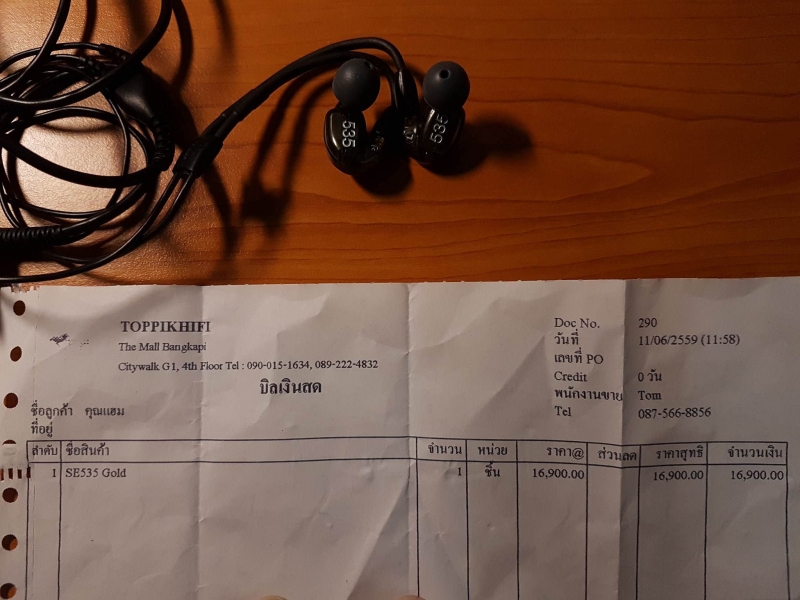 535
535
TOPPIKHIFI
The Mall Bangkapi
Citywalk G1, 4th Floor Tel : 090-015-1634, 089-222-4832
บิลเงินสด
ชื่อลูกค้า คุณแฮม
ที่อยู่
Doc No. 290
วันที่ 11/06/2559 (11:58)
เลขที่ PO
Credit 0 วัน
พนักงานขาย Tom
Tel 087-566-8856
ลำดับ ชื่อสินค้า จำนวน หน่วย ราคา@ ส่วนลด ราคาสุทธิ จำนวนเงิน
1 SE535 Gold 1 ชิ้น 16,900.00 16,900.00 16,900.00